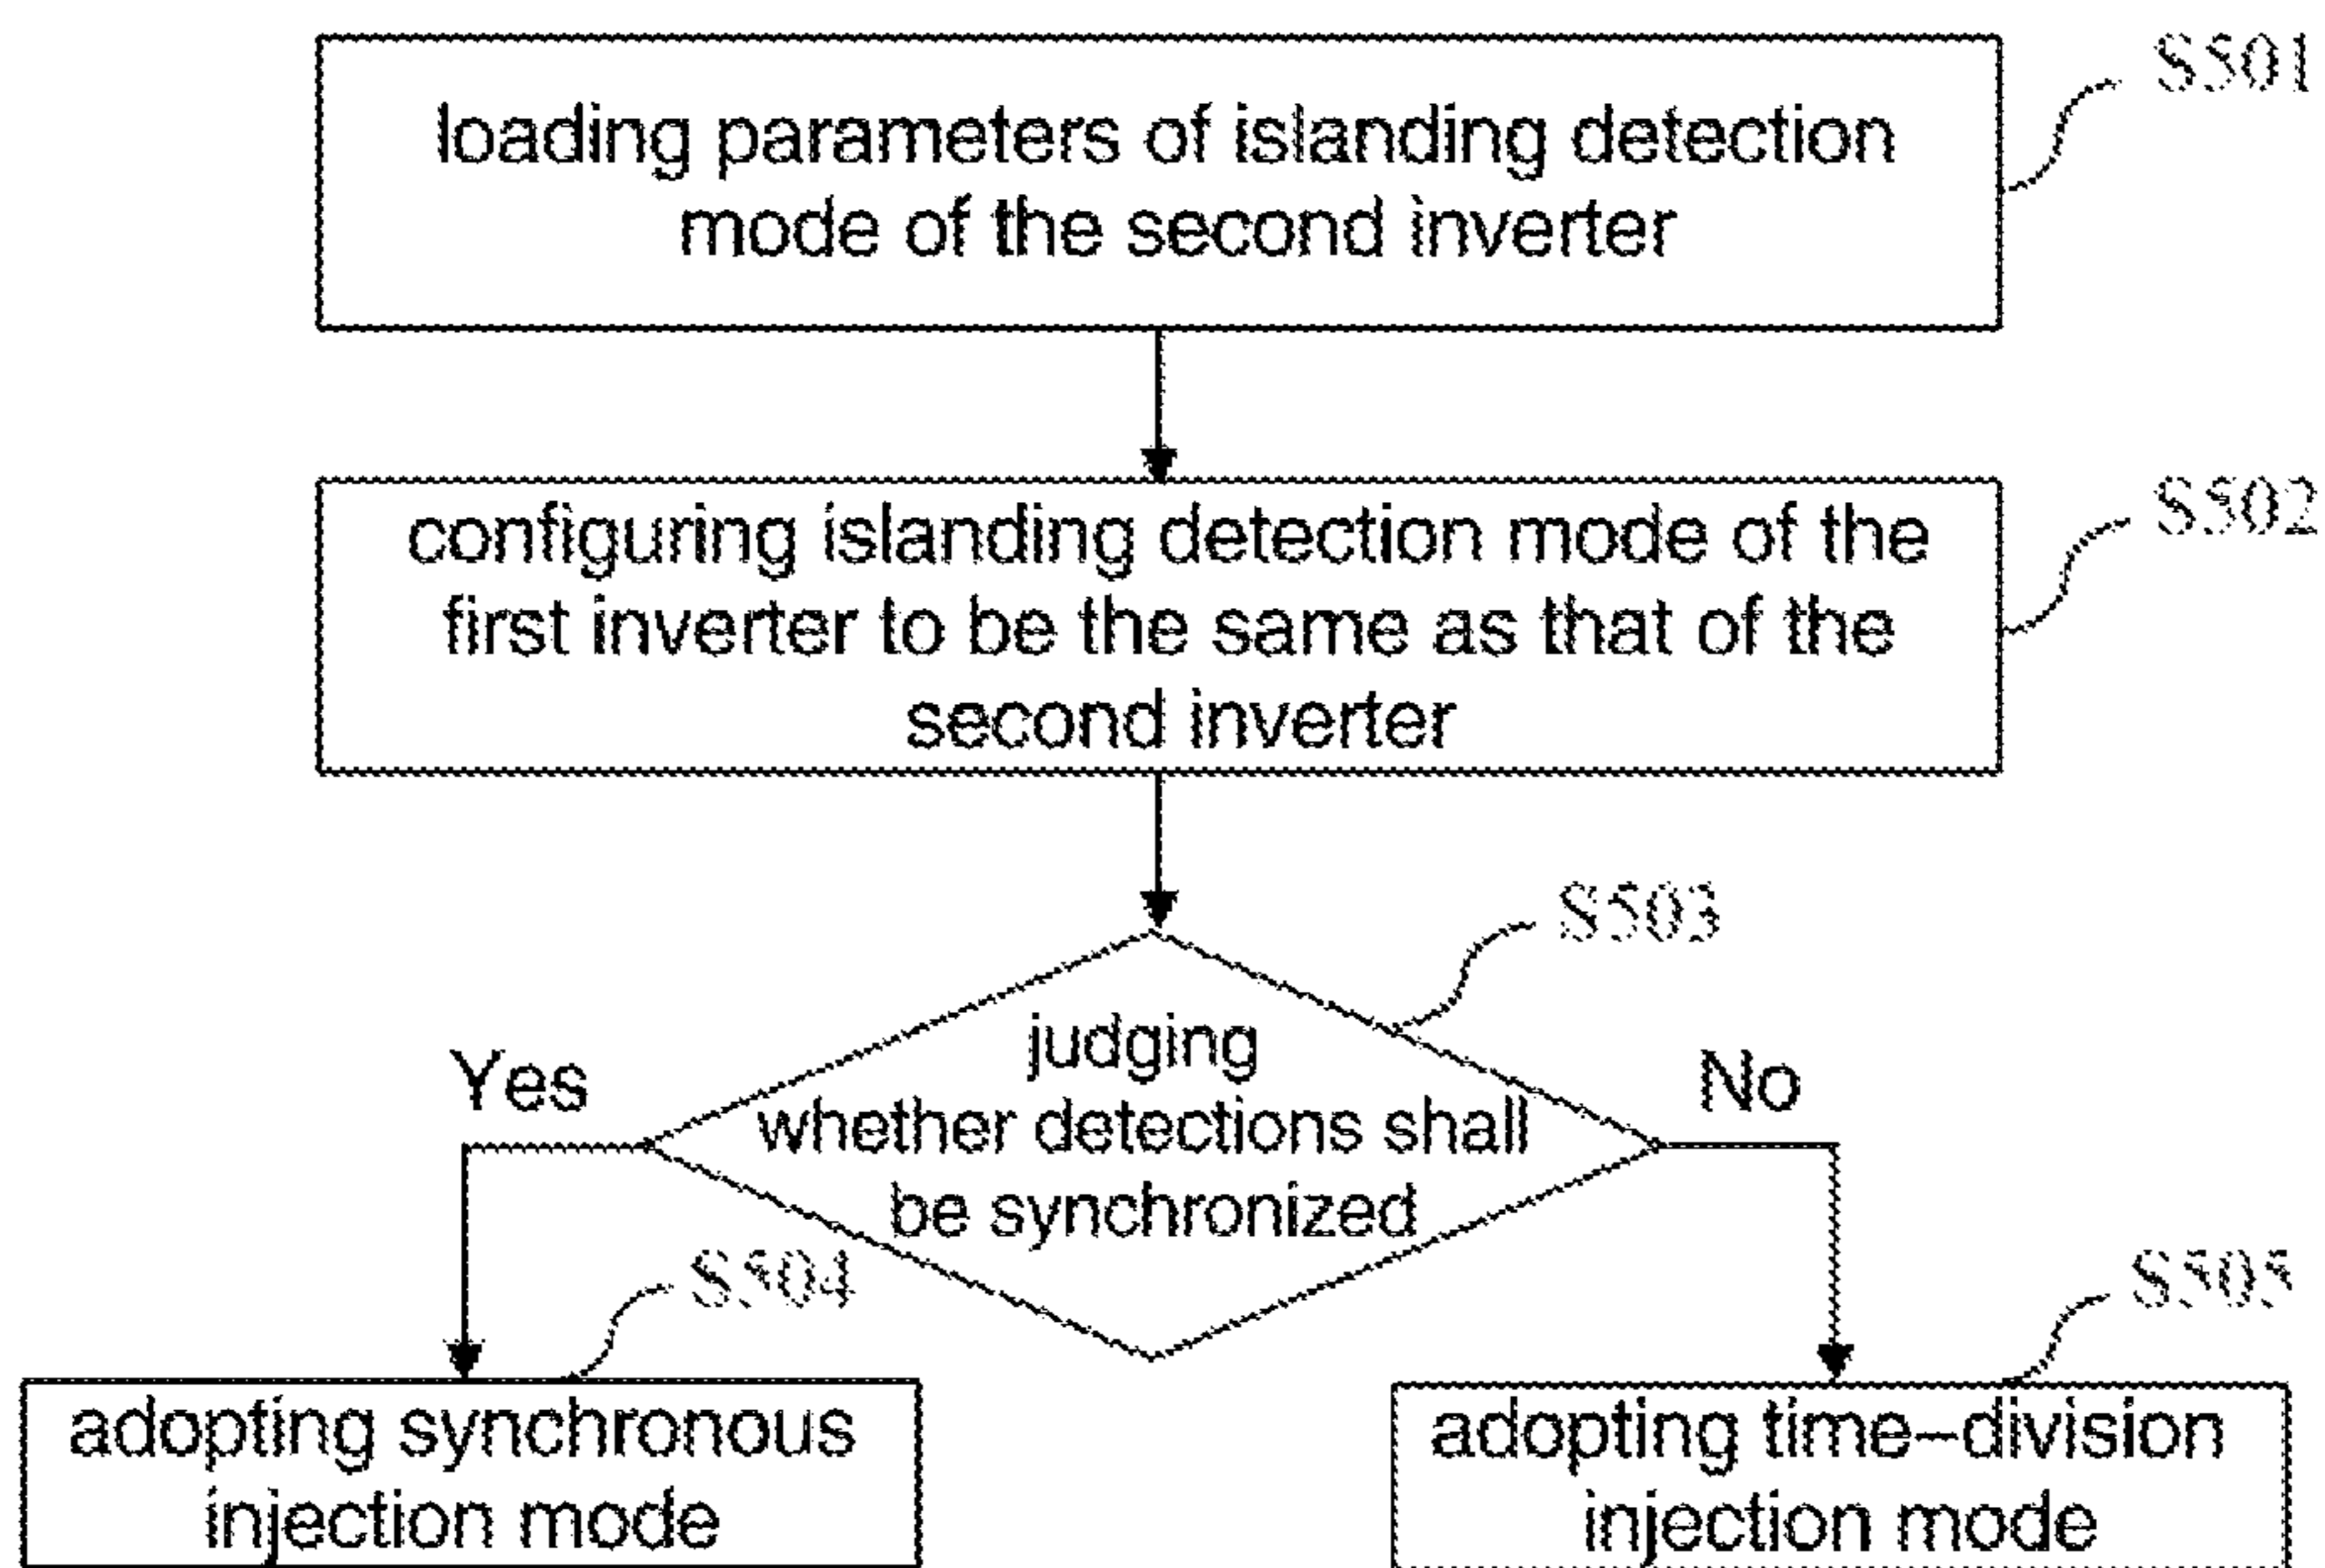 S501
loading parameters of islanding detection
mode of the second inverter
S502
configuring islanding detection mode of the
first inverter to be the same as that of the
second inverter
S503
judging
whether detections shall
be synchronized
Yes
No
S504
S505
adopting synchronous
injection mode
adopting time–division
injection mode